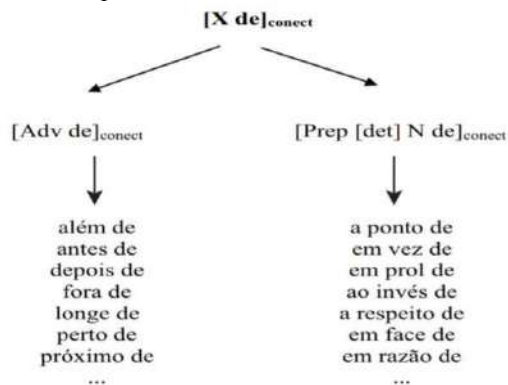 [X de]conect
[Adv de]conect
[Prep [det] N de]conect
além de
antes de
depois de
fora de
longe de
perto de
próximo de
...
a ponto de
em vez de
em prol de
ao invés de
a respeito de
em face de
em razão de
...